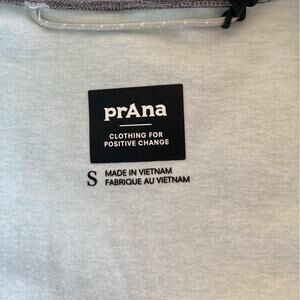 prAna
CLOTHING FOR
POSITIVE CHANGE
S MADE IN VIETNAM
FABRIQUE AU VIETNAM